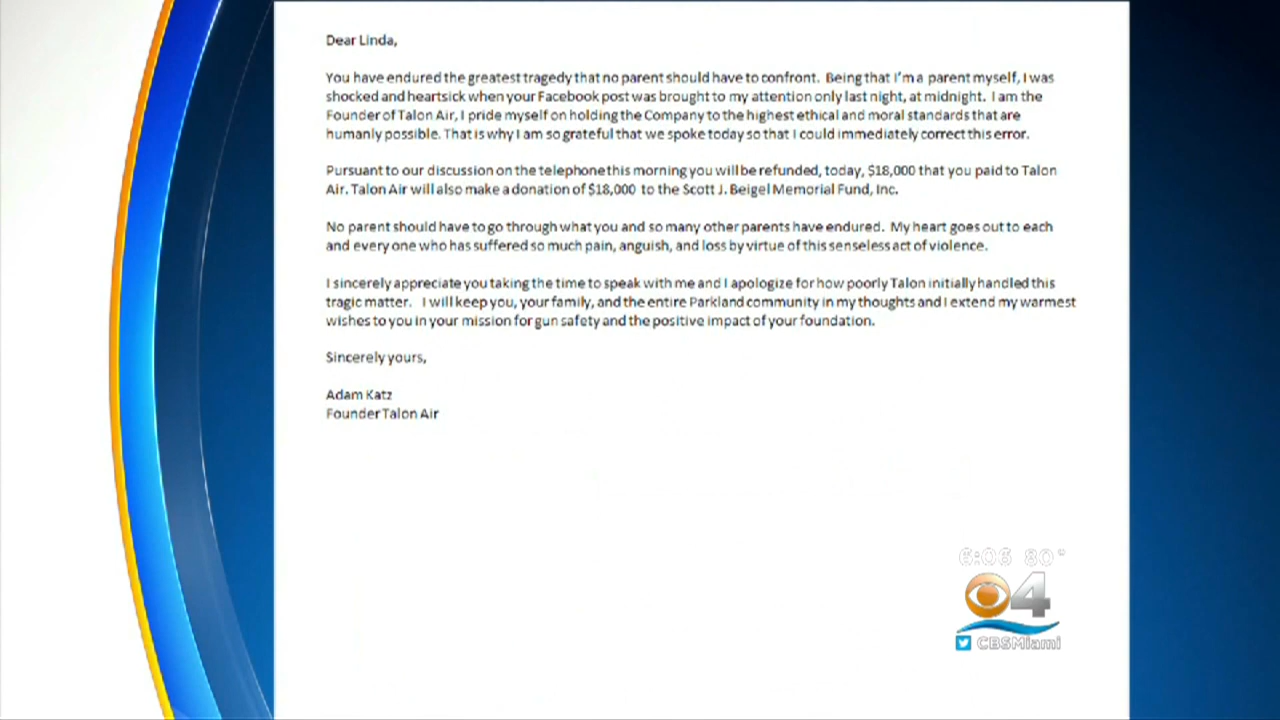 Dear Linda,
You have endured the greatest tragedy that no parent should have to confront. Being that I'm a parent myself, I was
shocked and heartsick when your Facebook post was brought to my attention only last night, at midnight. I am the
Founder of Talon Air, I pride myself on holding the Company to the highest ethical and moral standards that are
humanly possible. That is why I am so grateful that we spoke today so that I could immediately correct this error.
Pursuant to our discussion on the telephone this morning you will be refunded, today, $18,000 that you paid to Talon
Air. Talon Air will also make a donation of $18,000 to the Scott J. Beigel Memorial Fund, Inc.
No parent should have to go through what you and so many other parents have endured. My heart goes out to each
and every one who has suffered so much pain, anguish, and loss by virtue of this senseless act of violence.
I sincerely appreciate you taking the time to speak with me and I apologize for how poorly Talon initially handled this
tragic matter. I will keep you, your family, and the entire Parkland community in my thoughts and I extend my warmest
wishes to you in your mission for gun safety and the positive impact of your foundation.
Sincerely yours,
Adam Katz
Founder Talon Air
6:06 80°
4
CBSMiami